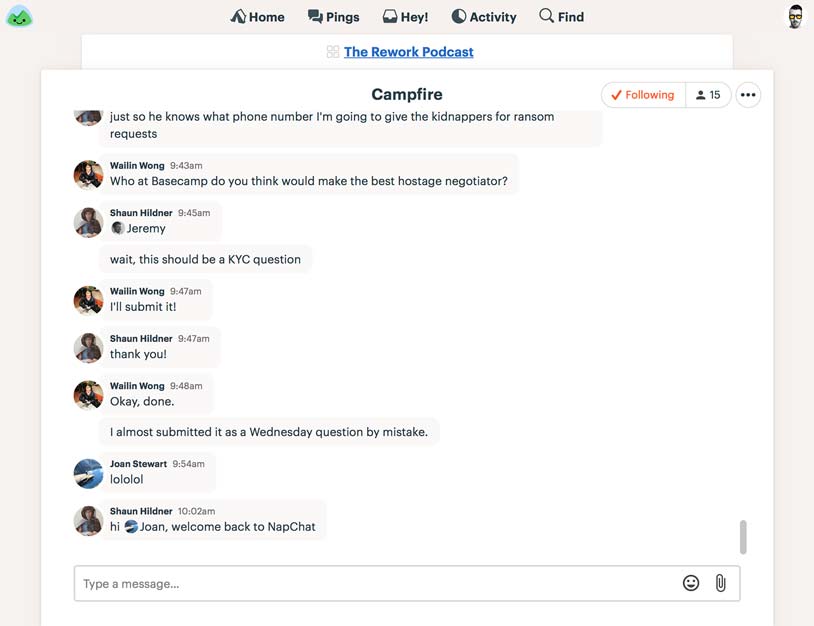 Home Pings Hey! Activity Find
The Rework Podcast
Campfire
Following 15
just so he knows what phone number I'm going to give the kidnappers for ransom
requests
Wailin Wong 9:43am
Who at Basecamp do you think would make the best hostage negotiator?
Shaun Hildner 9:45am
Jeremy
wait, this should be a KYC question
Wailin Wong 9:47am
I'll submit it!
Shaun Hildner 9:47am
thank you!
Wailin Wong 9:48am
Okay, done.
I almost submitted it as a Wednesday question by mistake.
Joan Stewart 9:54am
lololol
Shaun Hildner 10:02am
hi Joan, welcome back to NapChat
Type a message...